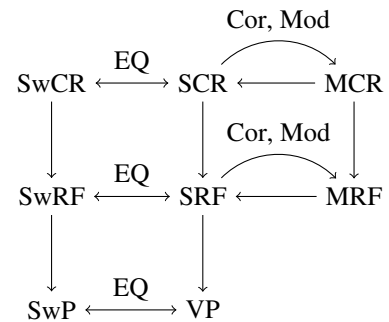 Cor, Mod
EQ
SwCR SCR MCR
Cor, Mod
EQ
SwRF SRF MRF
EQ
SwP VP